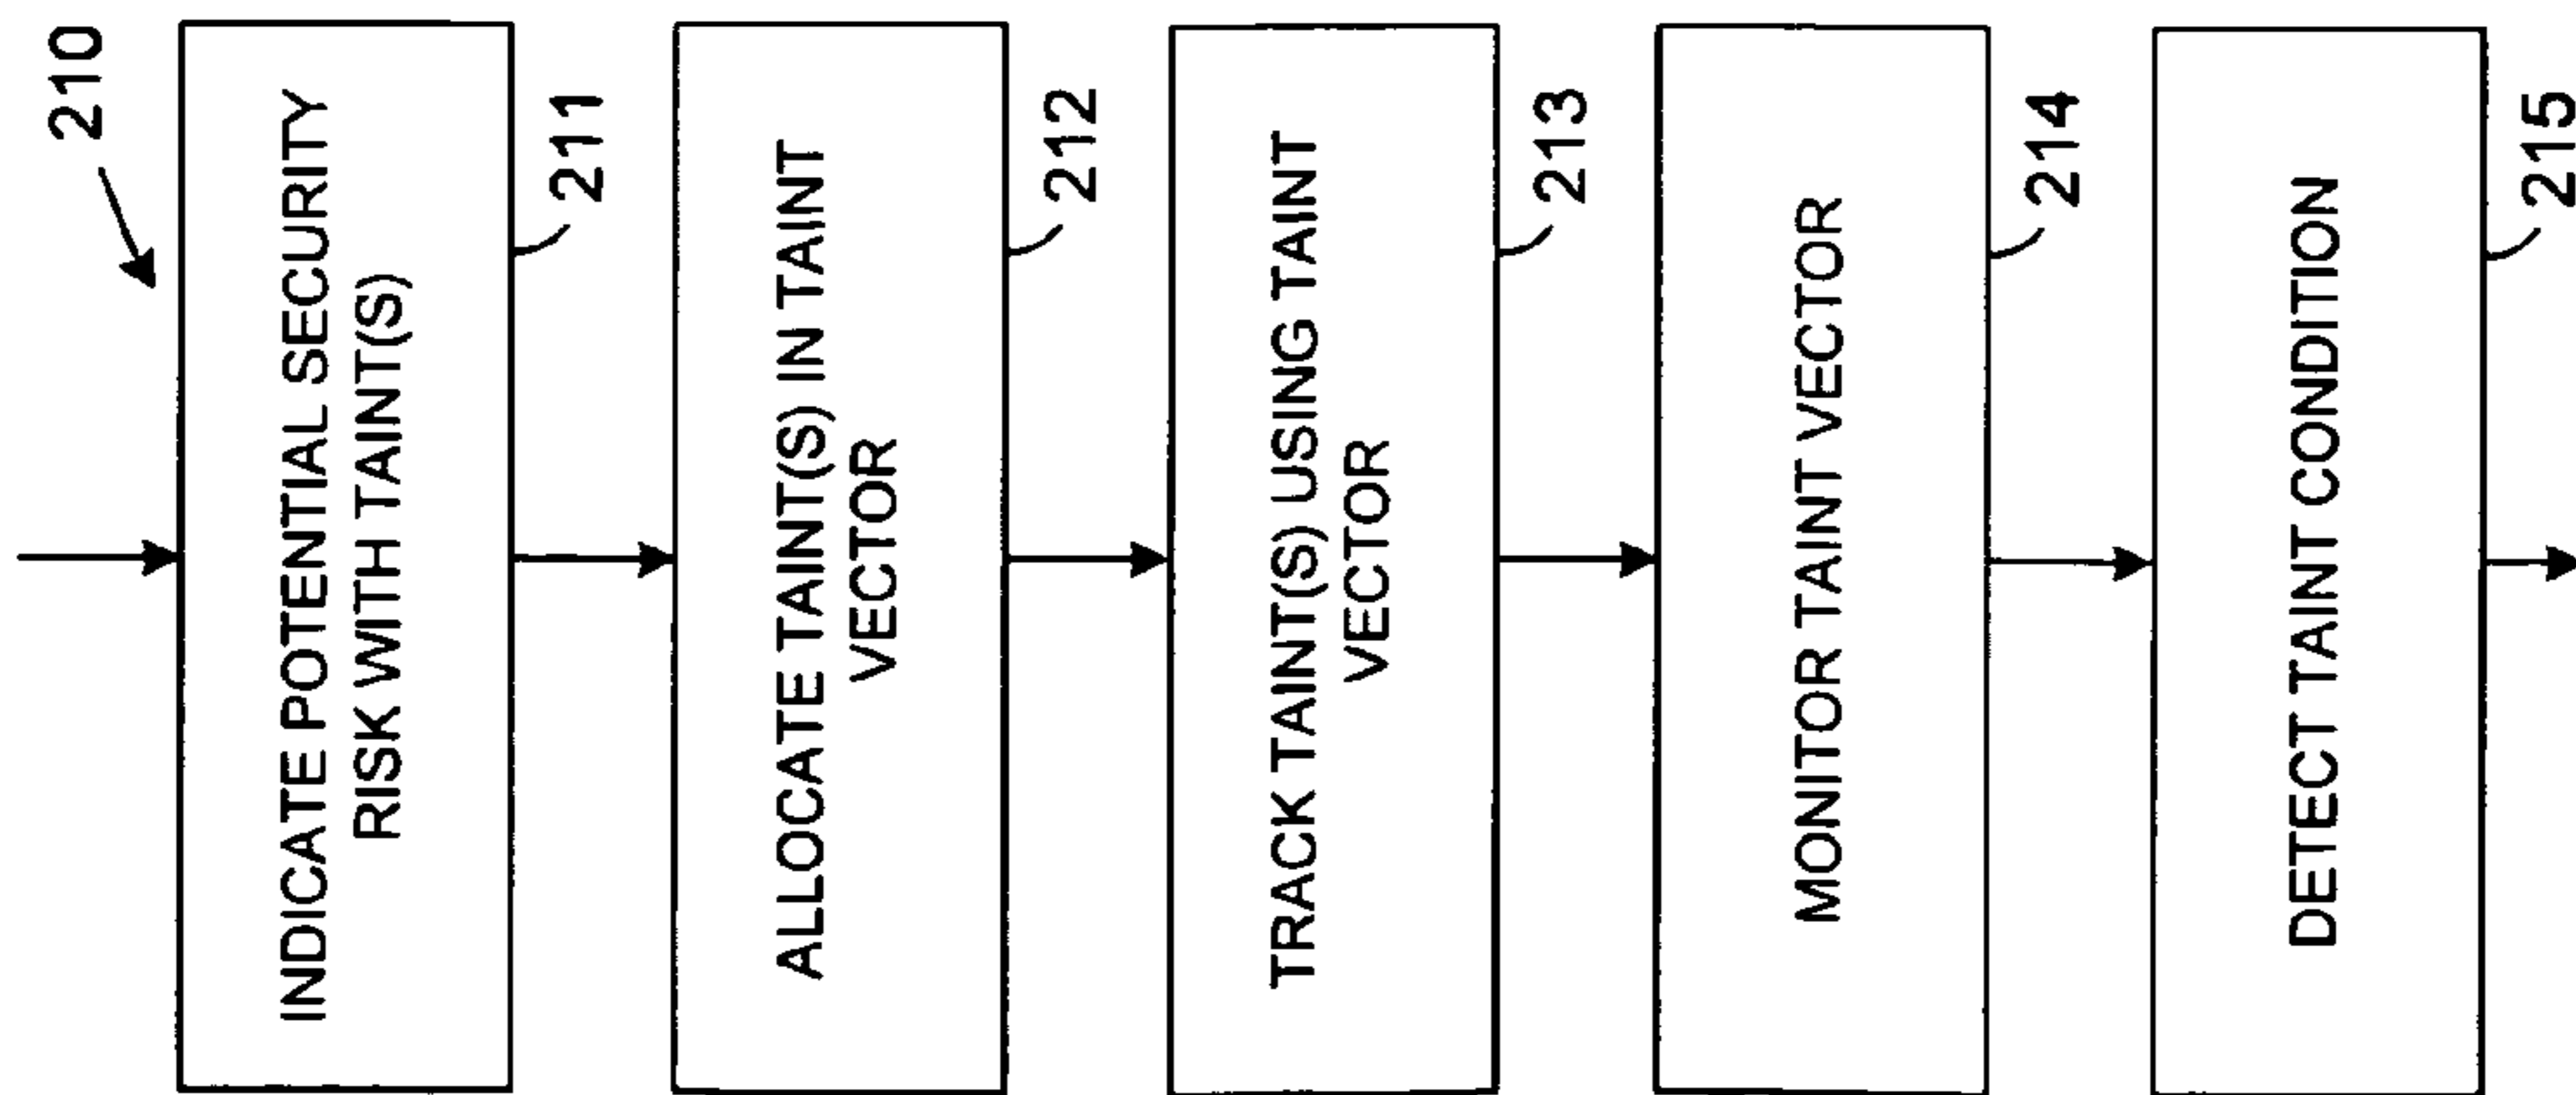 210
INDICATE POTENTIAL SECURITY
RISK WITH TAINT(S)
211
ALLOCATE TAINT(S) IN TAINT
VECTOR
212
TRACK TAINT(S) USING TAINT
VECTOR
213
MONITOR TAINT VECTOR
214
DETECT TAINT CONDITION
215